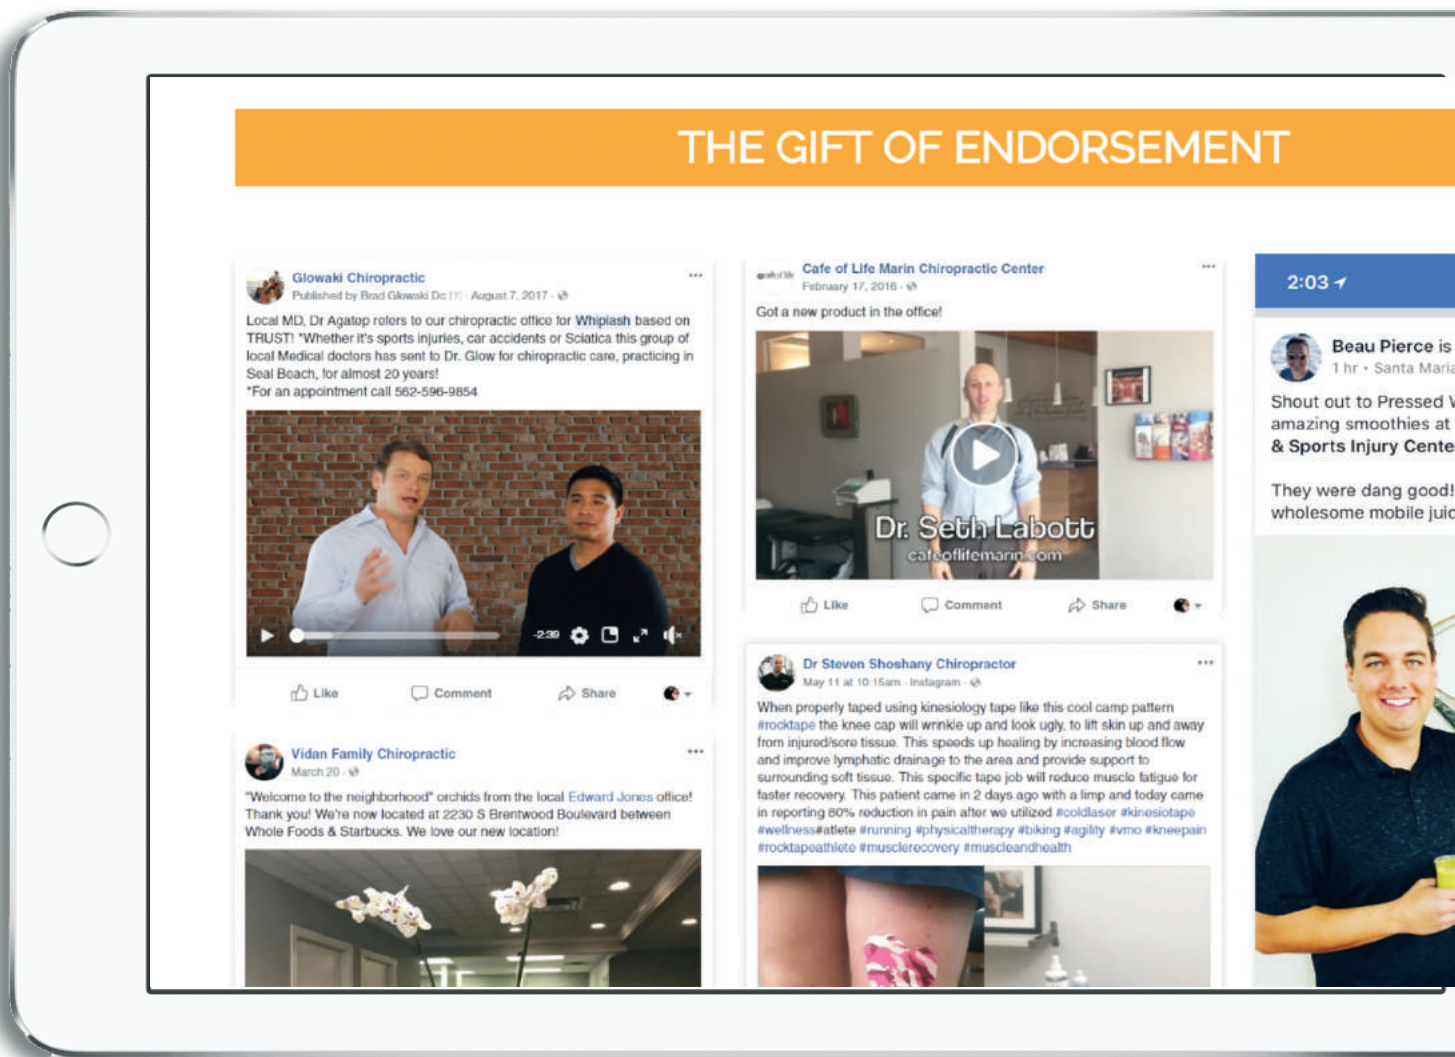 THE GIFT OF ENDORSEMENT
Glowaki Chiropractic
Published by Brad Glowski Dc [?] · August 7, 2017 ·
Local MD, Dr Agatep refers to our chiropractic office for Whiplash based on
TRUST! "Whether it's sports injuries, car accidents or Sciatica this group of
local Medical doctors has sent to Dr. Glow for chiropractic care, practicing in
Seal Beach, for almost 20 years!
*For an appointment call 562-596-9854
-2:39
Like Comment Share
Vidan Family Chiropractic
March 20 ·
"Welcome to the neighborhood" orchids from the local Edward Jones office!
Thank you! We're now located at 2230 S Brentwood Boulevard between
Whole Foods & Starbucks. We love our new location!
Cafe of Life Marin Chiropractic Center
February 17, 2016 ·
Got a new product in the office!
Dr. Seth Labott
cafeoflifemarin.com
Like Comment Share
Dr Steven Shoshany Chiropractor
May 11 at 10:15am · Instagram ·
When properly taped using kinesiology tape like this cool camp pattern
#rocktape the knee cap will wrinkle up and look ugly, to lift skin up and away
from injured/sore tissue. This speeds up healing by increasing blood flow
and improve lymphatic drainage to the area and provide support to
surrounding soft tissue. This specific tape job will reduce muscle fatigue for
faster recovery. This patient came in 2 days ago with a limp and today came
in reporting 80% reduction in pain after we utilized #coldlaser #kinesiotape
#wellness#atlete #running #physicaltherapy #biking #agility #vmo #kneepain
#rocktapeathlete #musclerecovery #muscleandhealth
2:03
Beau Pierce is
1 hr · Santa Maria
Shout out to Pressed
amazing smoothies at
& Sports Injury Cente
They were dang good!
wholesome mobile juic